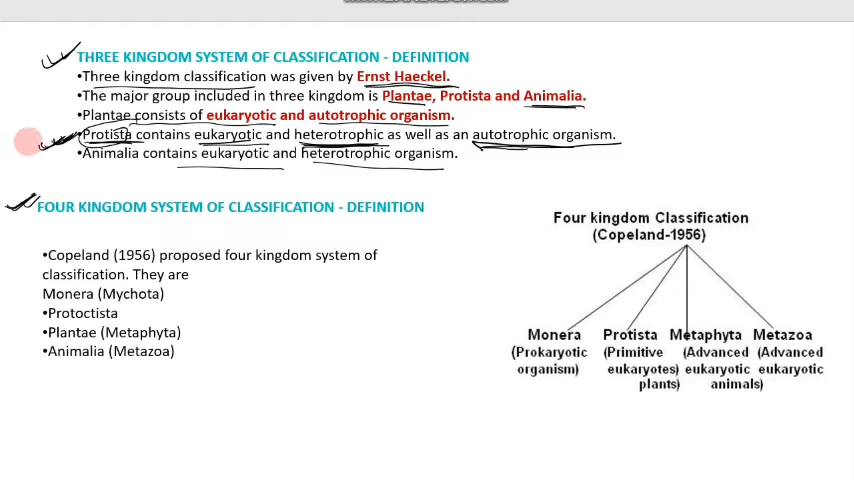 THREE KINGDOM SYSTEM OF CLASSIFICATION - DEFINITION
•Three kingdom classification was given by Ernst Haeckel.
•The major group included in three kingdom is Plantae, Protista and Animalia.
•Plantae consists of eukaryotic and autotrophic organism.
•Protista contains eukaryotic and heterotrophic as well as an autotrophic organism.
•Animalia contains eukaryotic and heterotrophic organism.
FOUR KINGDOM SYSTEM OF CLASSIFICATION - DEFINITION
•Copeland (1956) proposed four kingdom system of
classification. They are
Monera (Mychota)
•Protoctista
•Plantae (Metaphyta)
•Animalia (Metazoa)
Four kingdom Classification
(Copeland-1956)
Monera Protista Metaphyta Metazoa
(Prokaryotic (Primitive (Advanced (Advanced
organism) eukaryotes) eukaryotic eukaryotic
plants) animals)